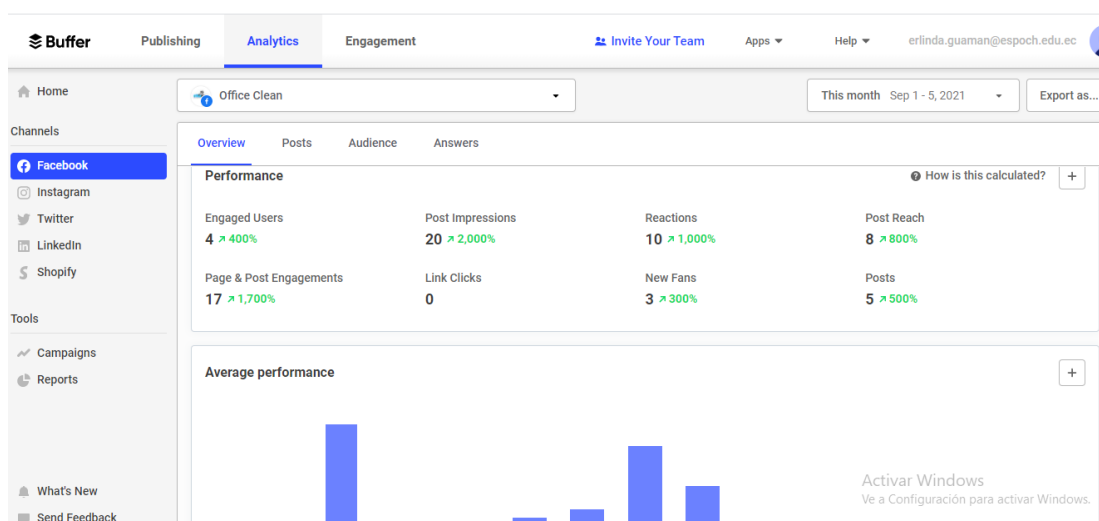 Buffer Publishing Analytics Engagement Invite Your Team Apps Help erlinda.guaman@espoch.edu.ec
Home
Channels
Facebook
Instagram
Twitter
LinkedIn
Shopify
Tools
Campaigns
Reports
What's New
Send Feedback
Office Clean This month Sep 1 - 5, 2021 Export as...
Overview Posts Audience Answers
Performance How is this calculated? +
Engaged Users Post Impressions Reactions Post Reach
4 400% 20 2,000% 10 1,000% 8 800%
Page & Post Engagements Link Clicks New Fans Posts
17 1,700% 0 3 300% 5 500%
Average performance +
Activar Windows
Ve a Configuración para activar Windows.